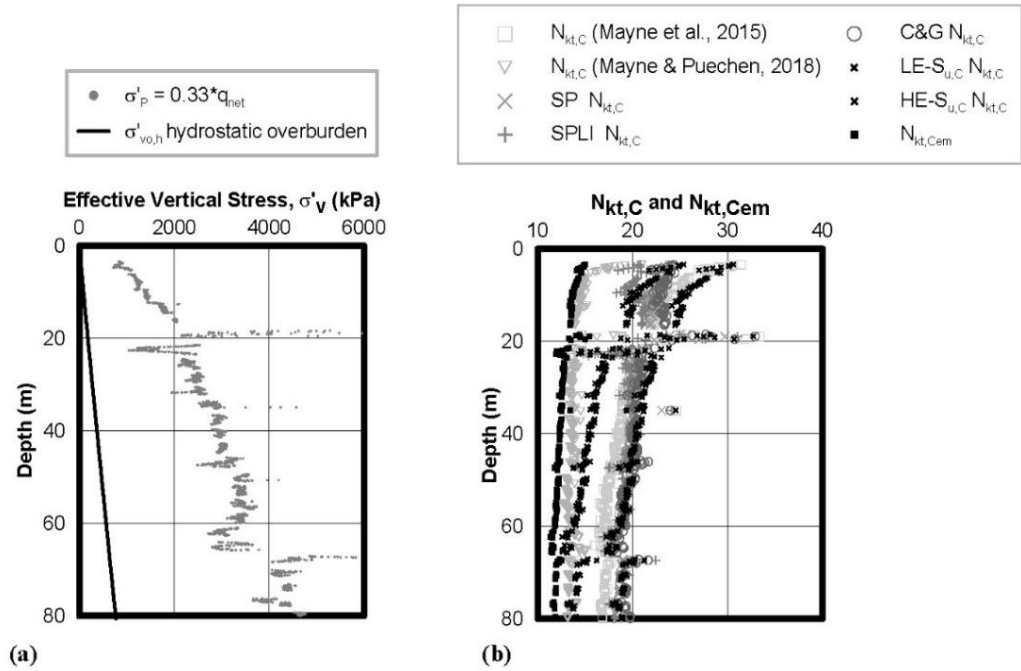 σ'P = 0.33*qnet
σ'vo,h hydrostatic overburden
Effective Vertical Stress, σ'V (kPa)
0 2000 4000 6000
0
20
40
60
80
Depth (m)
(a)
Nkt,C (Mayne et al., 2015)
Nkt,C (Mayne & Puechen, 2018)
SP Nkt,C
SPLI Nkt,C
C&G Nkt,C
LE-Su,C Nkt,C
HE-Su,C Nkt,C
Nkt,Cem
Nkt,C and Nkt,Cem
10 20 30 40
0
20
40
60
80
Depth (m)
(b)